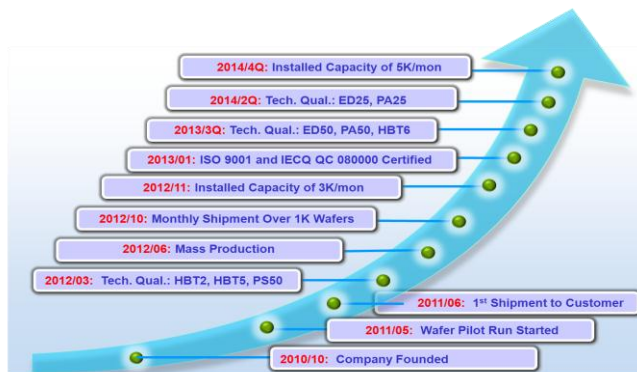 2014/4Q: Installed Capacity of 5K/mon
2014/2Q: Tech. Qual.: ED25, PA25
2013/3Q: Tech. Qual.: ED50, PA50, HBT6
2013/01: ISO 9001 and IECQ QC 080000 Certified
2012/11: Installed Capacity of 3K/mon
2012/10: Monthly Shipment Over 1K Wafers
2012/06: Mass Production
2012/03: Tech. Qual.: HBT2, HBT5, PS50
2011/06: 1st Shipment to Customer
2011/05: Wafer Pilot Run Started
2010/10: Company Founded